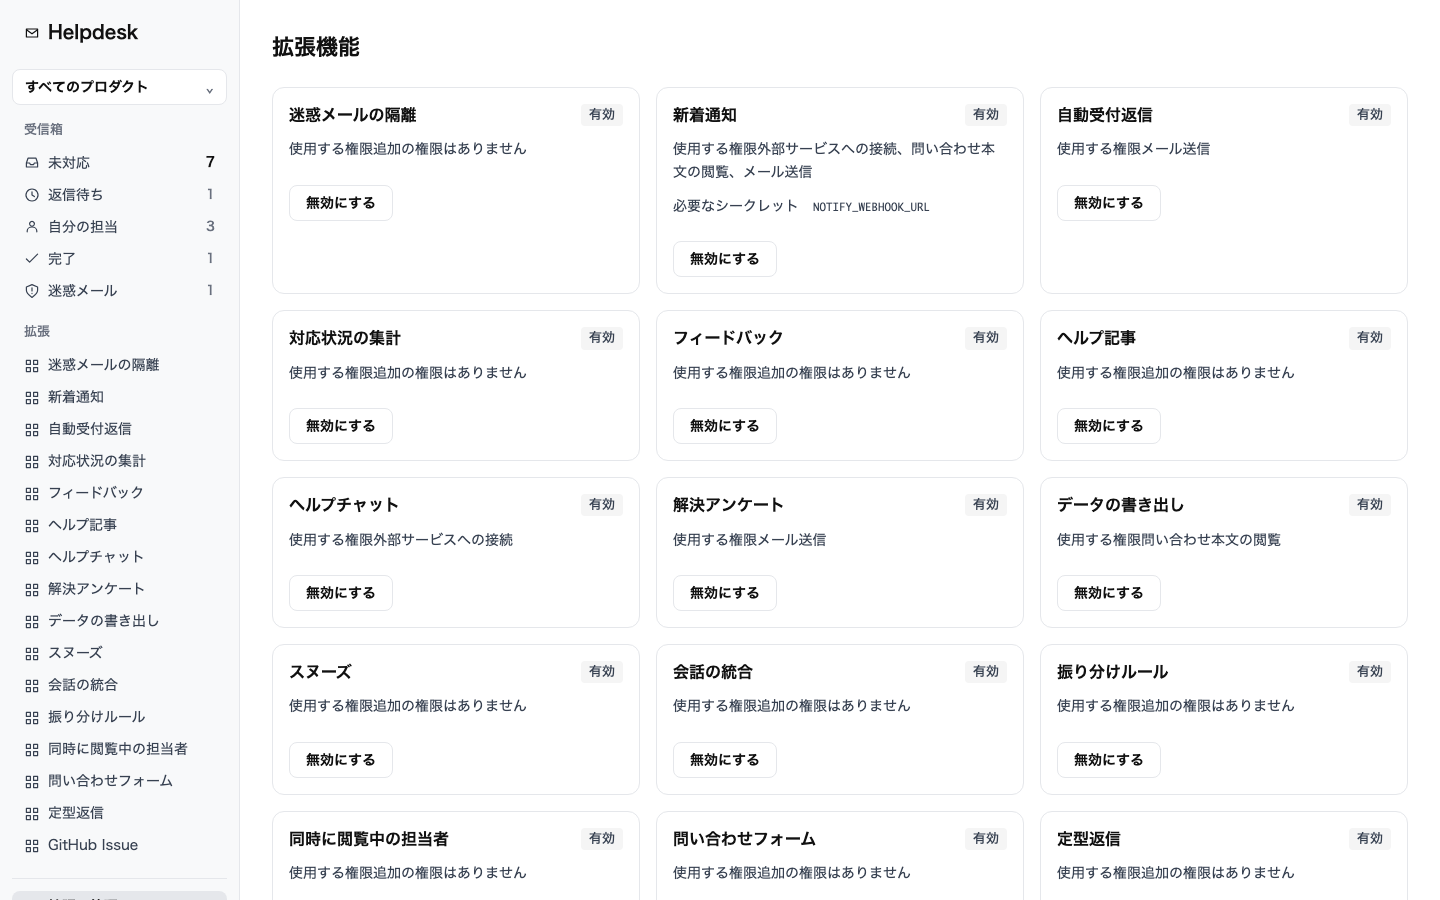 Helpdesk
すべてのプロダクト
受信箱
未対応 7
返信待ち 1
自分の担当 3
完了 1
迷惑メール 1
拡張
迷惑メールの隔離
新着通知
自動受付返信
対応状況の集計
フィードバック
ヘルプ記事
ヘルプチャット
解決アンケート
データの書き出し
スヌーズ
会話の統合
振り分けルール
同時に閲覧中の担当者
問い合わせフォーム
定型返信
GitHub Issue
拡張機能
迷惑メールの隔離 有効
使用する権限追加の権限はありません
無効にする
新着通知 有効
使用する権限外部サービスへの接続、問い合わせ本
文の閲覧、メール送信
必要なシークレット NOTIFY_WEBHOOK_URL
無効にする
自動受付返信 有効
使用する権限メール送信
無効にする
対応状況の集計 有効
使用する権限追加の権限はありません
無効にする
フィードバック 有効
使用する権限追加の権限はありません
無効にする
ヘルプ記事 有効
使用する権限追加の権限はありません
無効にする
ヘルプチャット 有効
使用する権限外部サービスへの接続
無効にする
解決アンケート 有効
使用する権限メール送信
無効にする
データの書き出し 有効
使用する権限問い合わせ本文の閲覧
無効にする
スヌーズ 有効
使用する権限追加の権限はありません
無効にする
会話の統合 有効
使用する権限追加の権限はありません
無効にする
振り分けルール 有効
使用する権限追加の権限はありません
無効にする
同時に閲覧中の担当者 有効
使用する権限追加の権限はありません
問い合わせフォーム 有効
使用する権限追加の権限はありません
定型返信 有効
使用する権限追加の権限はありません